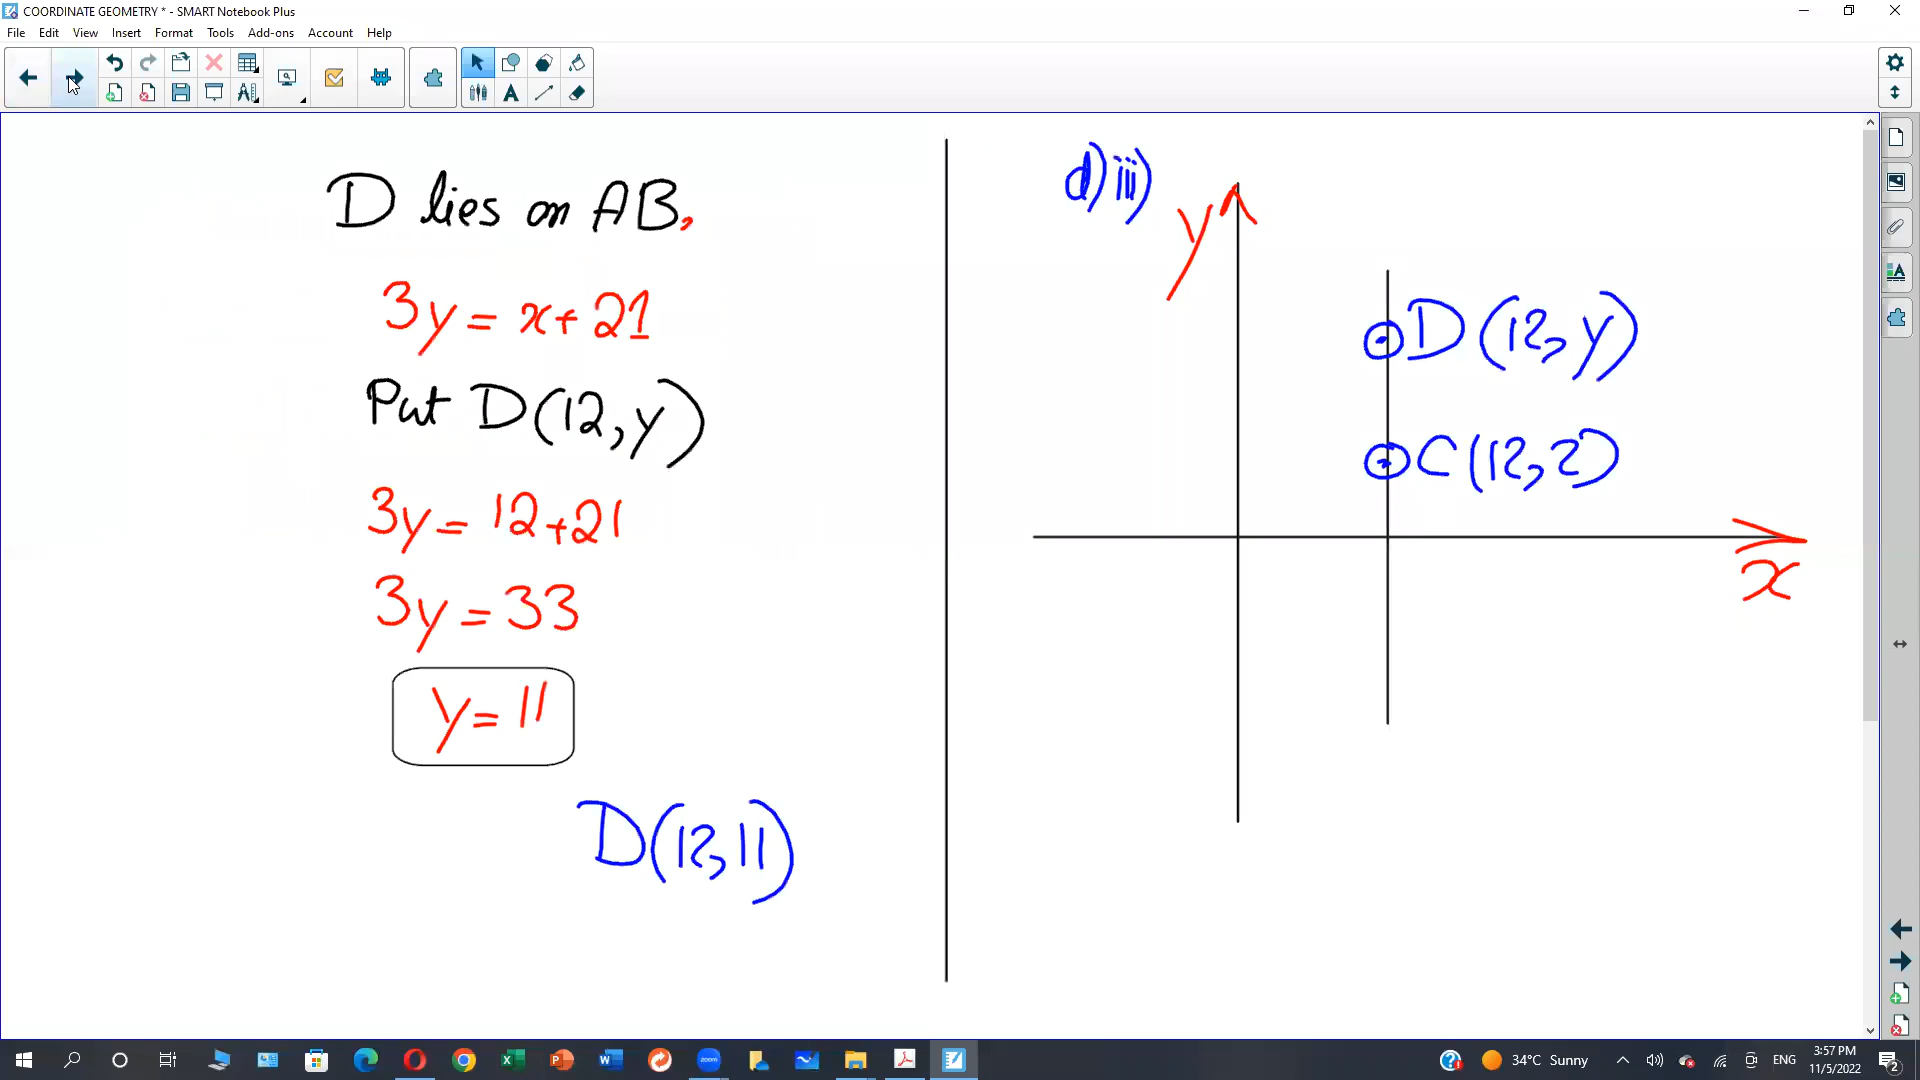 COORDINATE GEOMETRY * - SMART Notebook Plus
File Edit View Insert Format Tools Add-ons Account Help
D lies on AB,
3y = x + 21
Put D(12,y)
3y = 12+21
3y = 33
y = 11
D(12,11)
d)iii)
y
D(12,y)
C(12,2)
x
zoom
34°C Sunny
ENG
3:57 PM
11/5/2022
2